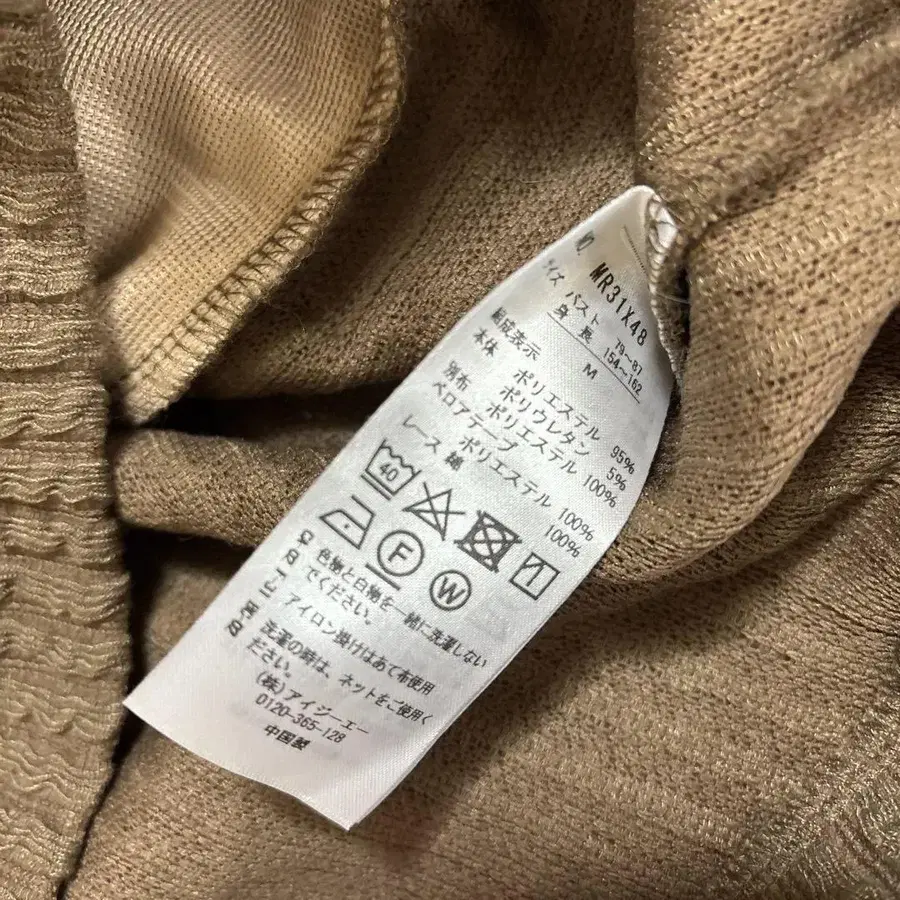 NO. MR31X48
サイズ バスト 79~87
身長 154~162
M
組成表示
本体 ポリエステル 95%
ポリウレタン 5%
別布 ポリエステル 100%
ベロアテープ
ポリエステル 100%
レース 綿 100%
40
F W
色物と白物を一緒に洗濯しない
でください。
アイロン掛けはあて布使用
洗濯の時は、ネットをご使用く
ださい。
(株)アイジーエー
0120-365-128
中国製